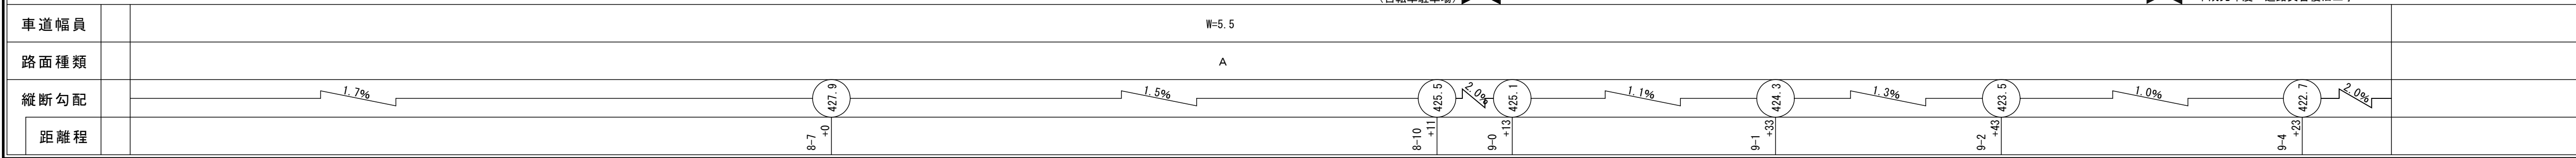 車道幅員 W=5.5
路面種類 A
縦断勾配 1.7% 427.9 1.5% 425.5 2.0% 425.1 1.1% 424.3 1.3% 423.5 1.0% 422.7 2.0%
距離程 8-7 +0 8-10 +11 9-0 +13 9-1 +33 9-2 +43 9-4 +23